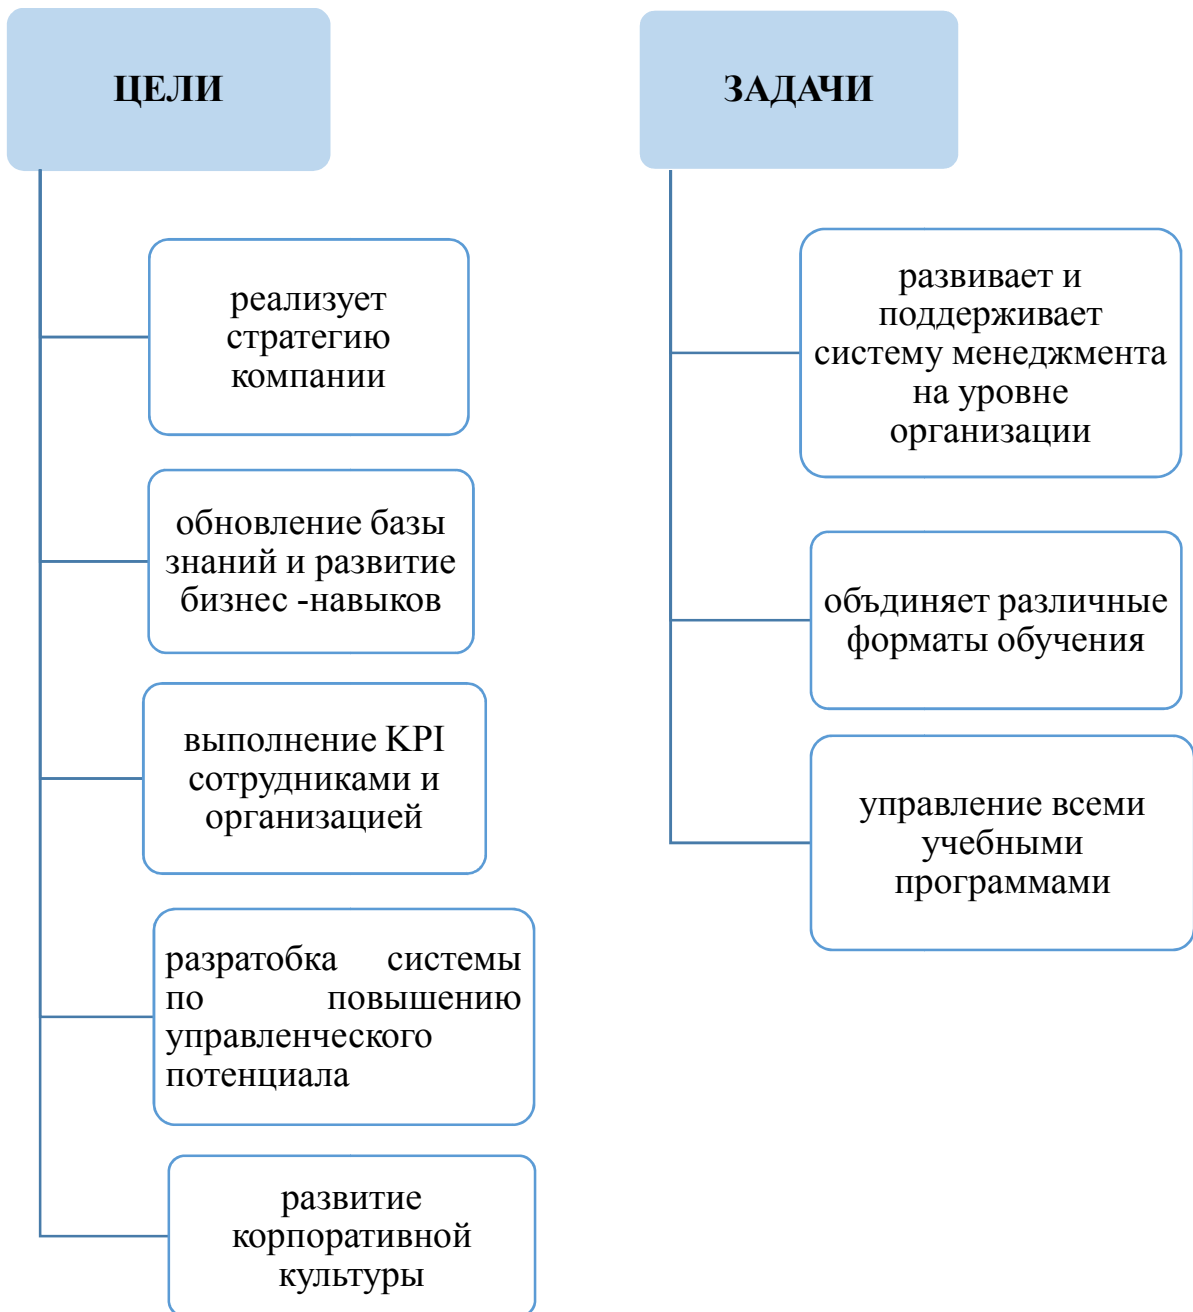 ЦЕЛИ
реализует
стратегию
компании
обновление базы
знаний и развитие
бизнес -навыков
выполнение KPI
сотрудниками и
организацией
разратобка системы
по повышению
управленческого
потенциала
развитие
корпоративной
культуры
ЗАДАЧИ
развивает и
поддерживает
систему менеджмента
на уровне
организации
объдиняет различные
форматы обучения
управление всеми
учебными
программами